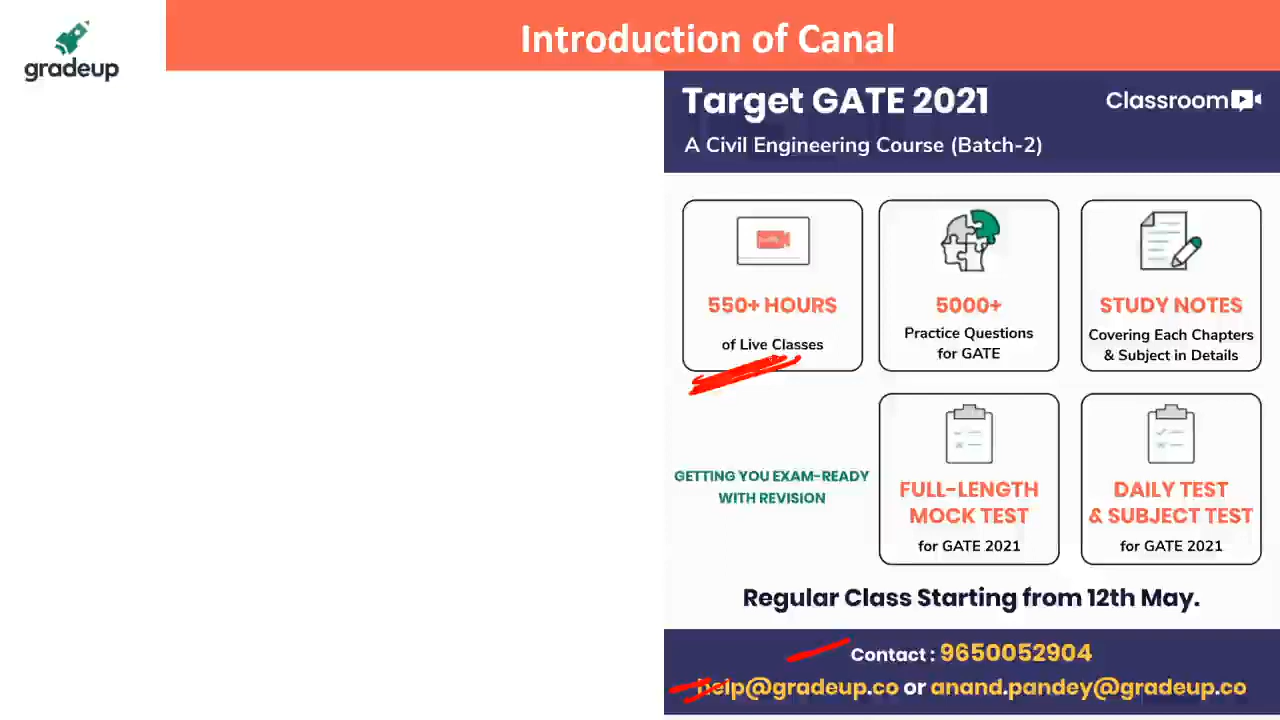 gradeup
Introduction of Canal
Target GATE 2021
Classroom
A Civil Engineering Course (Batch-2)
550+ HOURS
of Live Classes
5000+
Practice Questions
for GATE
STUDY NOTES
Covering Each Chapters
& Subject in Details
GETTING YOU EXAM-READY
WITH REVISION
FULL-LENGTH
MOCK TEST
for GATE 2021
DAILY TEST
& SUBJECT TEST
for GATE 2021
Regular Class Starting from 12th May.
Contact : 9650052904
help@gradeup.co or anand.pandey@gradeup.co